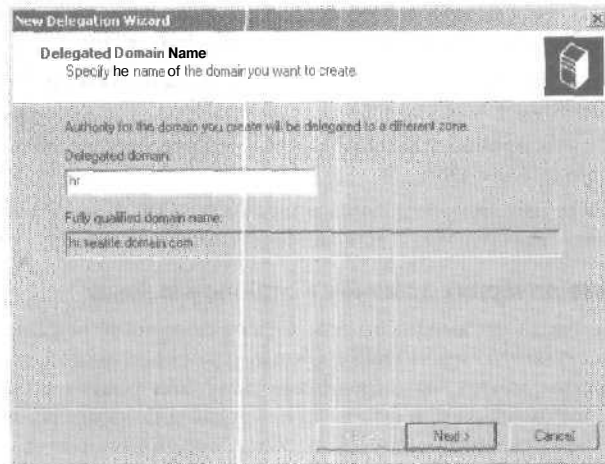 New Delegation Wizard
Delegated Domain Name
Specify he name of the domain you want to create.
Authority for the domain you create will be delegated to a different zone.
Delegated domain:
hr
Fully qualified domain name:
hr.seattle.domain.com
Next >
Cancel